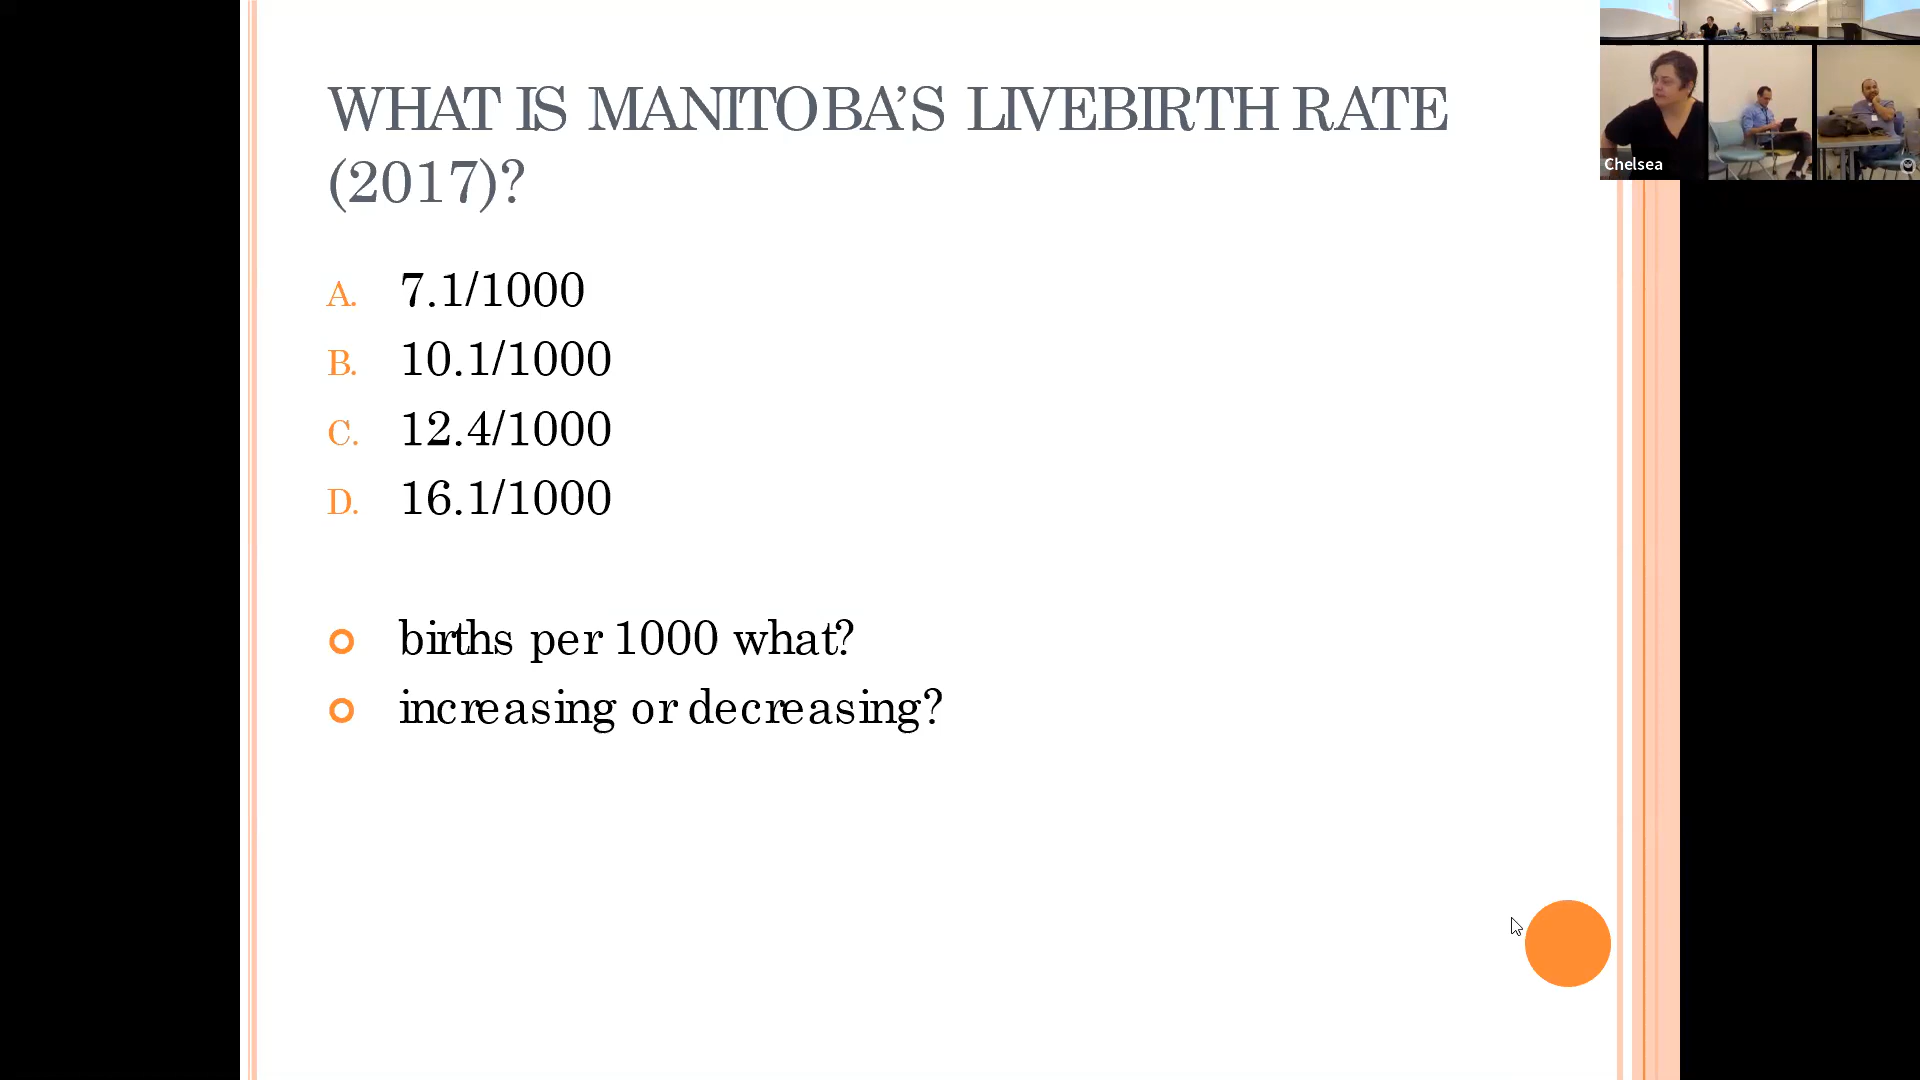 WHAT IS MANITOBA'S LIVEBIRTH RATE
(2017)?
A. 7.1/1000
B. 10.1/1000
C. 12.4/1000
D. 16.1/1000
births per 1000 what?
increasing or decreasing?
Chelsea